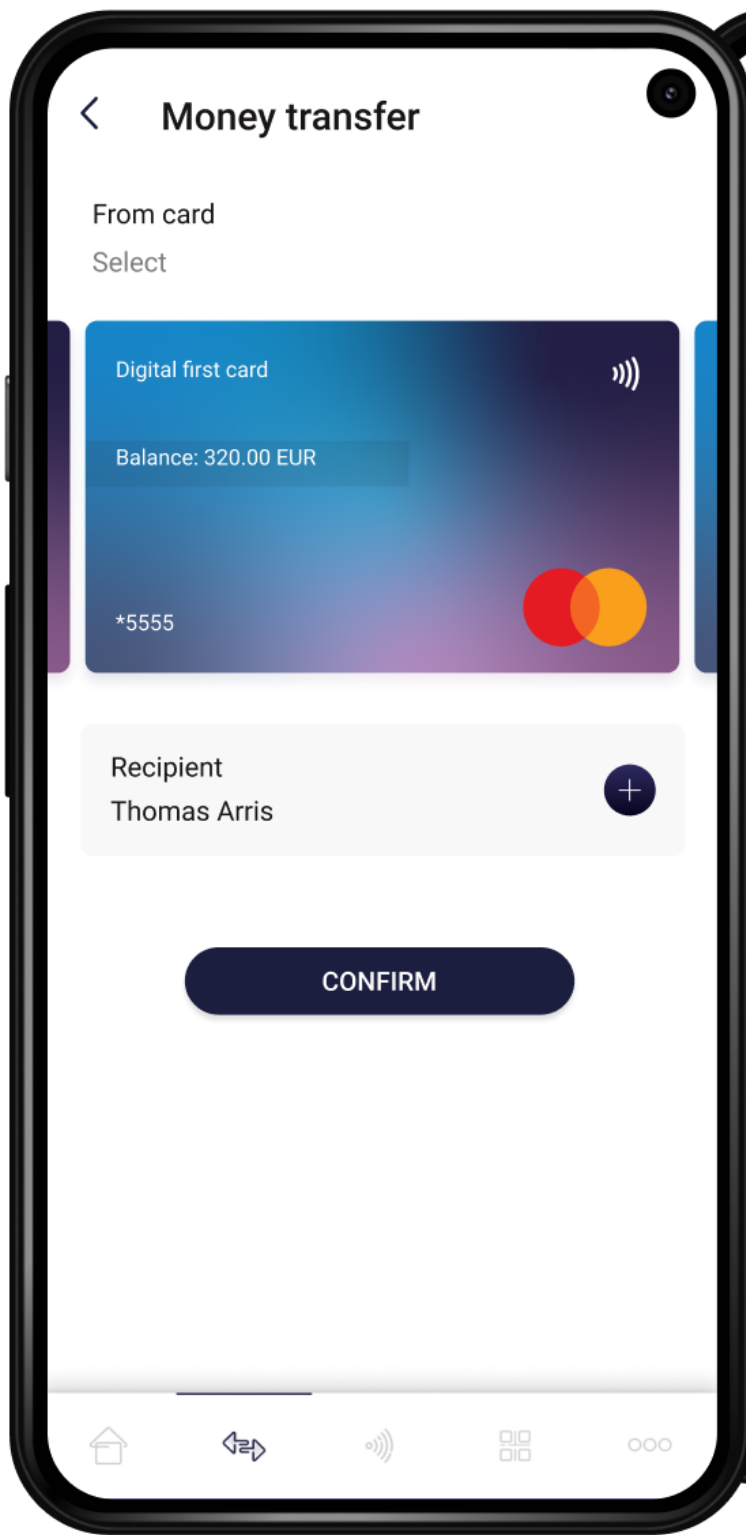 Money transfer
From card
Select
Digital first card
Balance: 320.00 EUR
*5555
Recipient
Thomas Arris
CONFIRM